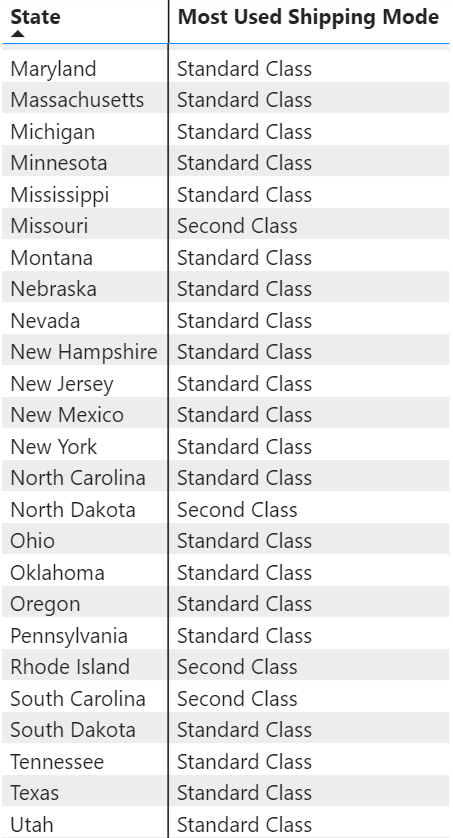 State Most Used Shipping Mode
Maryland Standard Class
Massachusetts Standard Class
Michigan Standard Class
Minnesota Standard Class
Mississippi Standard Class
Missouri Second Class
Montana Standard Class
Nebraska Standard Class
Nevada Standard Class
New Hampshire Standard Class
New Jersey Standard Class
New Mexico Standard Class
New York Standard Class
North Carolina Standard Class
North Dakota Second Class
Ohio Standard Class
Oklahoma Standard Class
Oregon Standard Class
Pennsylvania Standard Class
Rhode Island Second Class
South Carolina Second Class
South Dakota Standard Class
Tennessee Standard Class
Texas Standard Class
Utah Standard Class